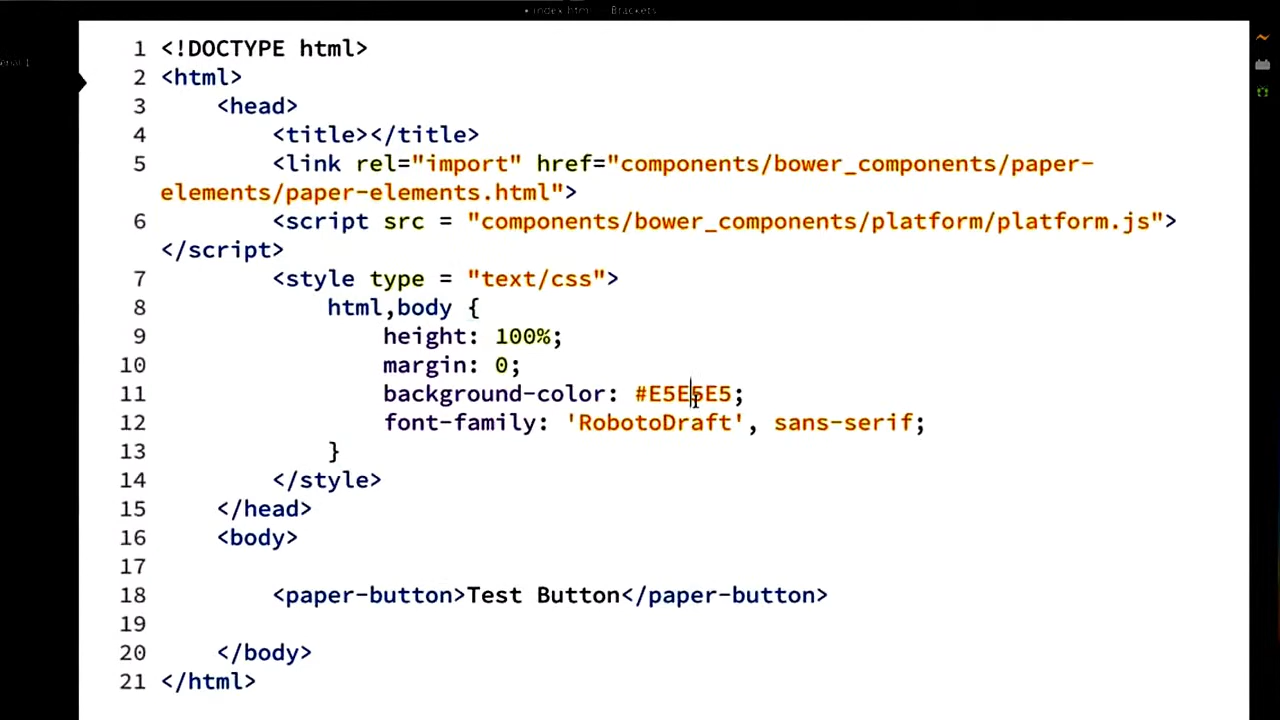 • index.htm Brackets
1 <!DOCTYPE html>
2 <html>
3 <head>
4 <title></title>
5 <link rel="import" href="components/bower_components/paper-
elements/paper-elements.html">
6 <script src = "components/bower_components/platform/platform.js">
</script>
7 <style type = "text/css">
8 html,body {
9 height: 100%;
10 margin: 0;
11 background-color: #E5E5E5;
12 font-family: 'RobotoDraft', sans-serif;
13 }
14 </style>
15 </head>
16 <body>
17
18 <paper-button>Test Button</paper-button>
19
20 </body>
21 </html>